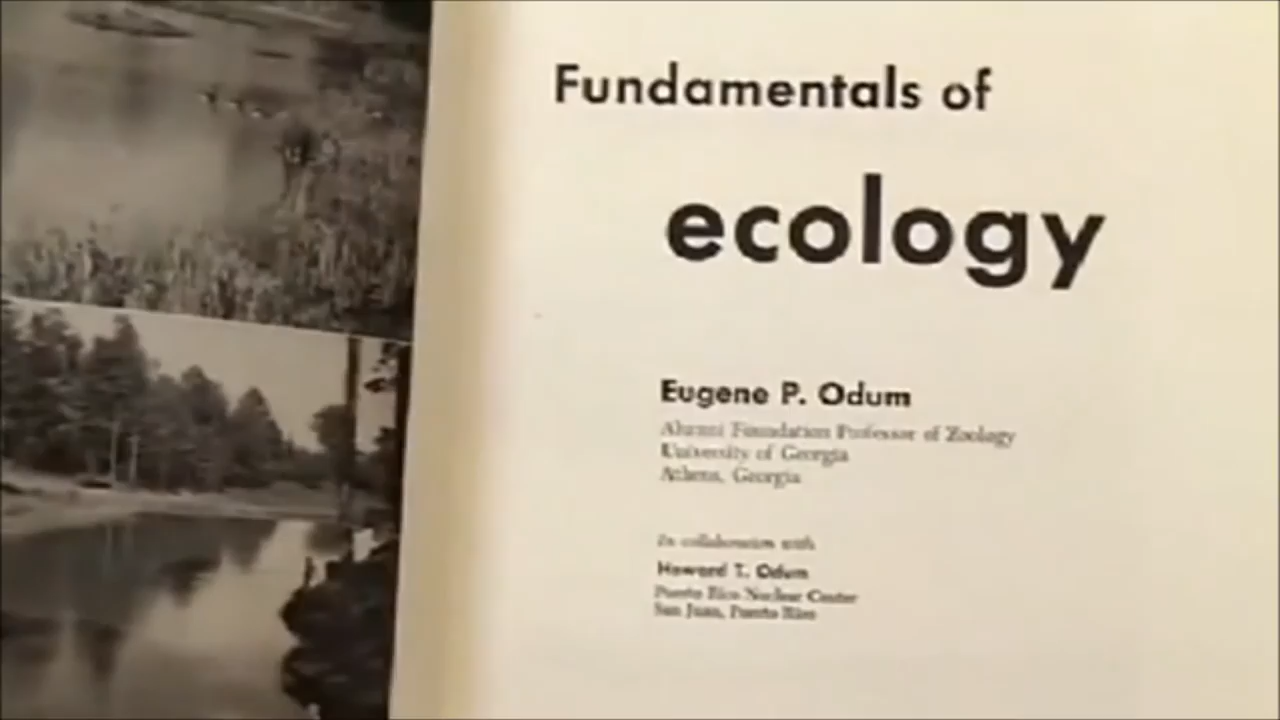 Fundamentals of
ecology
Eugene P. Odum
Alumni Foundation Professor of Zoology
University of Georgia
Athens, Georgia
In collaboration with
Howard T. Odum
Puerto Rico Nuclear Center
San Juan, Puerto Rico